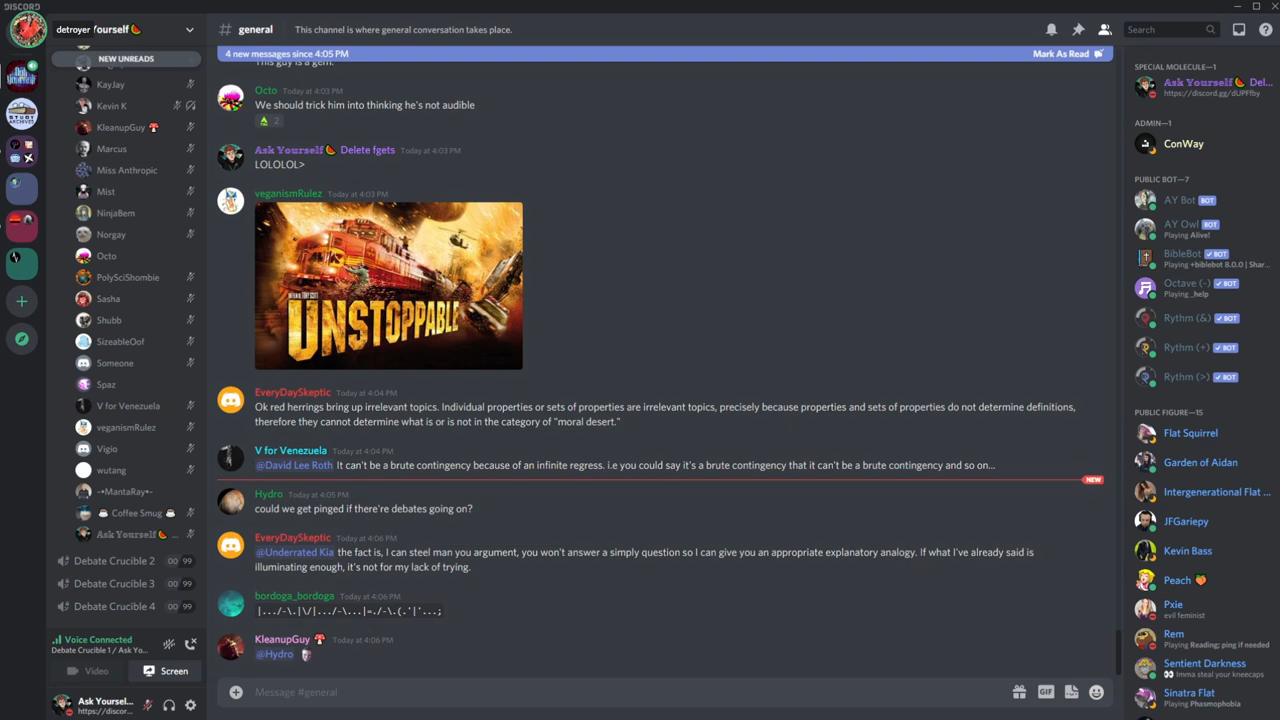 DISCORD
detroyer
ourself 🍉
NEW UNREADS
KayJay
Kevin K
KleanupGuy 🍄
Marcus
Miss Anthropic
Mist
NinjaBem
Norgay
Octo
PolySciShombie
Sasha
Shubb
SizeableOof
Someone
Spaz
V for Venezuela
veganismRulez
Vigio
wutang
-•MantaRay•-
☕ Coffee Smug ☕
Ask Yourself 🍉 ...
Debate Crucible 2 00 99
Debate Crucible 3 00 99
Debate Crucible 4 00 99
Voice Connected
Debate Crucible 1 / Ask Yo...
Video Screen
Ask Yoursel...
https://discor...
# general This channel is where general conversation takes place.
Search
4 new messages since 4:05 PM Mark As Read
This guy is a gem.
Octo Today at 4:03 PM
We should trick him into thinking he's not audible
2
Ask Yourself 🍉 Delete fgets Today at 4:03 PM
LOLOLOL>
veganismRulez Today at 4:03 PM
UNSTOPPABLE
EveryDaySkeptic Today at 4:04 PM
Ok red herrings bring up irrelevant topics. Individual properties or sets of properties are irrelevant topics, precisely because properties and sets of properties do not determine definitions,
therefore they cannot determine what is or is not in the category of "moral desert."
V for Venezuela Today at 4:04 PM
@David Lee Roth It can't be a brute contingency because of an infinite regress. i.e you could say it's a brute contingency that it can't be a brute contingency and so on...
NEW
Hydro Today at 4:05 PM
could we get pinged if there're debates going on?
EveryDaySkeptic Today at 4:06 PM
@Underrated Kia the fact is, I can steel man you argument, you won't answer a simply question so I can give you an appropriate explanatory analogy. If what I've already said is
illuminating enough, it's not for my lack of trying.
bordoga_bordoga Today at 4:06 PM
|.../-\.|\/|.../-\...|=./-\.(.'|'...;
KleanupGuy 🍄 Today at 4:06 PM
@Hydro
Message #general
GIF
SPECIAL MOLECULE—1
Ask Yourself 🍉 Del...
https://discord.gg/dUPFfby
ADMIN—1
ConWay
PUBLIC BOT—7
AY Bot BOT
AY Owl BOT
Playing Alive!
BibleBot ✓ BOT
Playing +biblebot 8.0.0 | Shar...
Octave (-) ✓ BOT
Playing _help
Rythm (&) ✓ BOT
Rythm (+) ✓ BOT
Rythm (>) ✓ BOT
PUBLIC FIGURE—15
Flat Squirrel
Garden of Aidan
Intergenerational Flat ...
JFGariepy
Kevin Bass
Peach 🍑
Pxie
evil feminist
Rem
Playing Reading; ping if needed
Sentient Darkness
👀 Imma steal your kneecaps
Sinatra Flat
Playing Phasmophobia